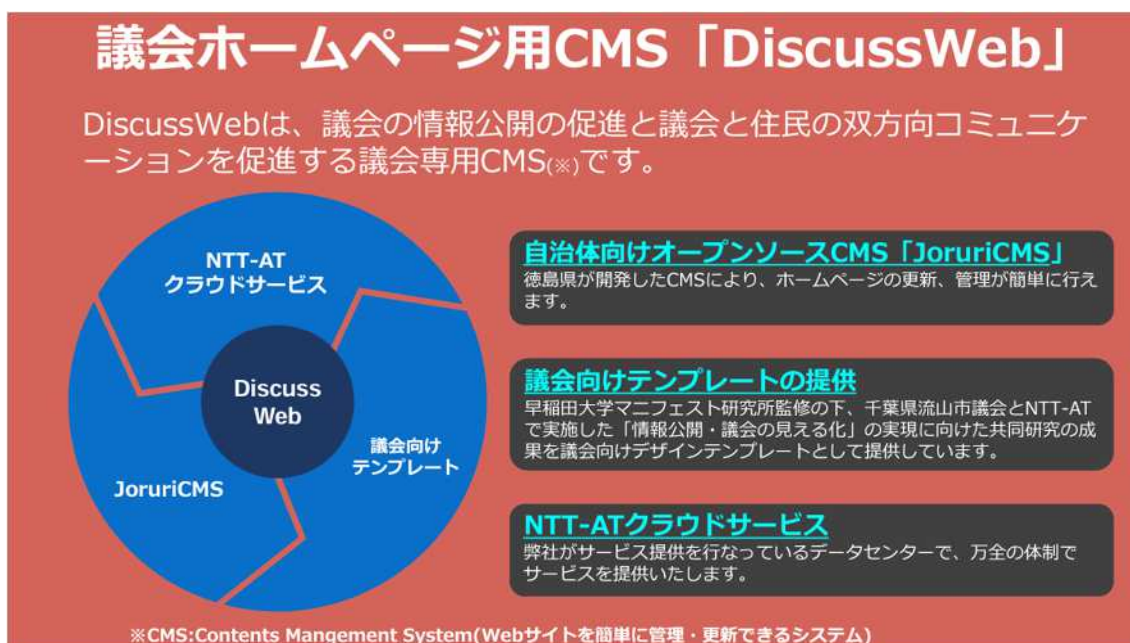 議会ホームページ用CMS「DiscussWeb」
DiscussWebは、議会の情報公開の促進と議会と住民の双方向コミュニケ
ーションを促進する議会専用CMS(※)です。
NTT-AT
クラウドサービス
Discuss
Web
議会向け
テンプレート
JoruriCMS
自治体向けオープンソースCMS「JoruriCMS」
徳島県が開発したCMSにより、ホームページの更新、管理が簡単に行え
ます。
議会向けテンプレートの提供
早稲田大学マニフェスト研究所監修の下、千葉県流山市議会とNTT-AT
で実施した「情報公開・議会の見える化」の実現に向けた共同研究の成
果を議会向けデザインテンプレートとして提供しています。
NTT-ATクラウドサービス
弊社がサービス提供を行なっているデータセンターで、万全の体制で
サービスを提供いたします。
※CMS:Contents Mangement System(Webサイトを簡単に管理・更新できるシステム)